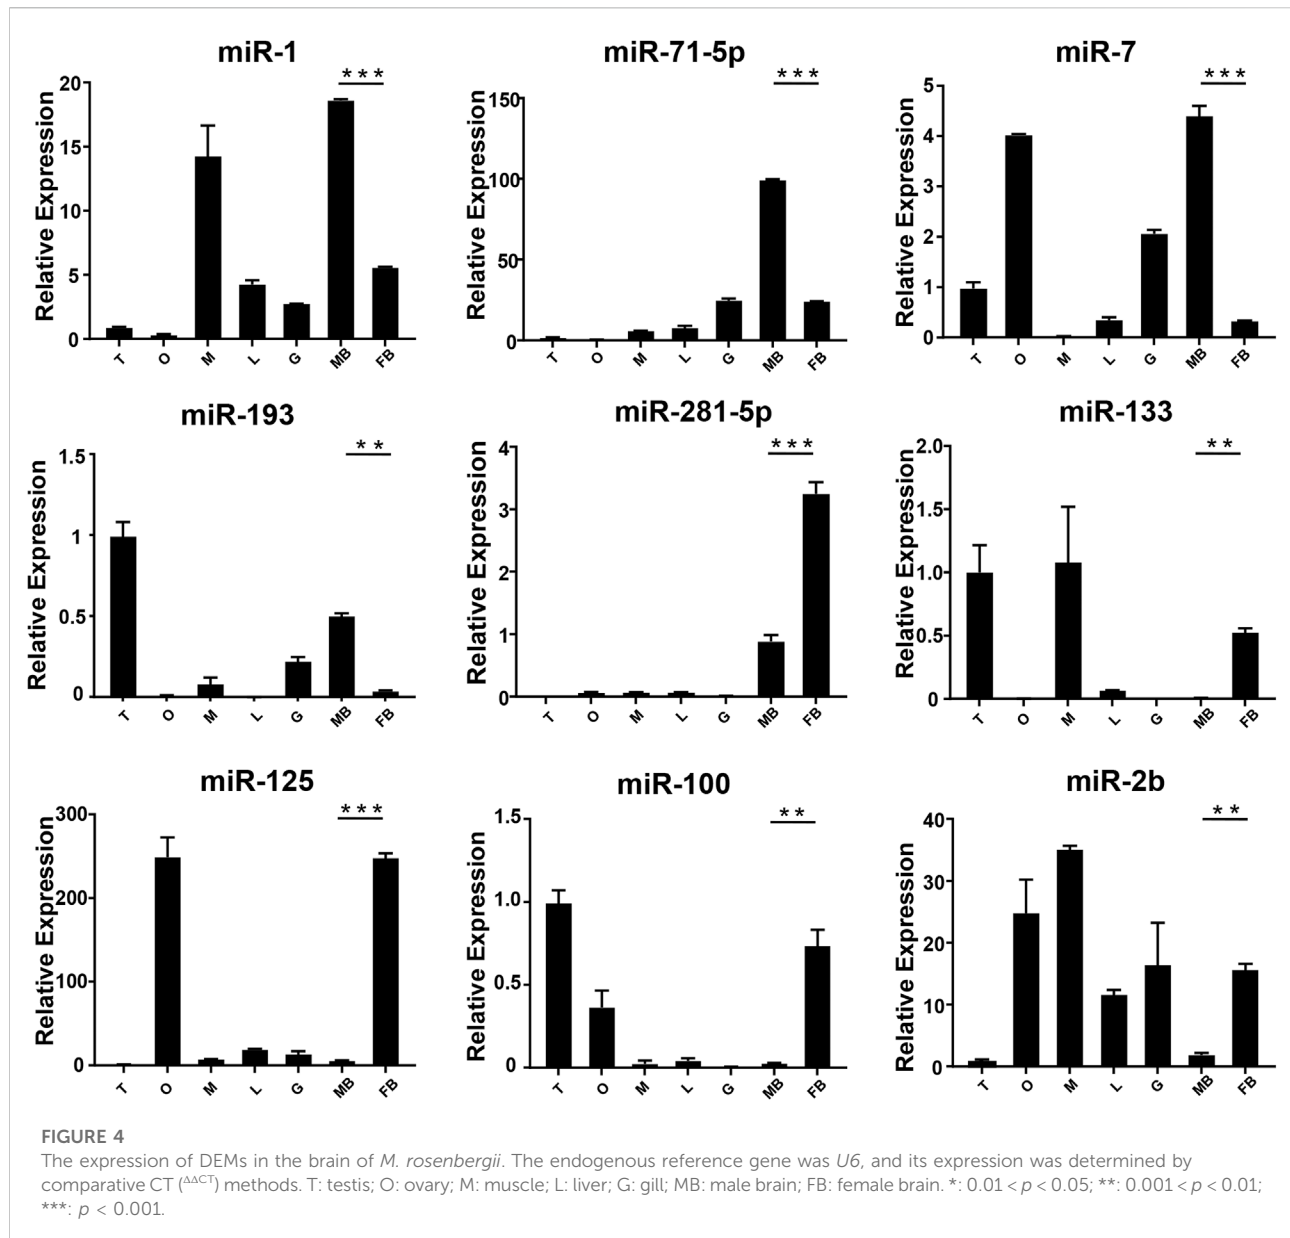 miR-1
miR-71-5p
miR-7
***
***
***
Relative Expression
20
15
10
5
0
T O M L G MB FB
Relative Expression
150
100
50
0
T O M L G MB FB
Relative Expression
5
4
3
2
1
0
T O M L G MB FB
miR-193
miR-281-5p
miR-133
**
***
**
Relative Expression
1.5
1
0.5
0
T O M L G MB FB
Relative Expression
4
3
2
1
0
T O M L G MB FB
Relative Expression
2.0
1.5
1.0
0.5
0
T O M L G MB FB
miR-125
miR-100
miR-2b
***
**
**
Relative Expression
300
200
100
0
T O M L G MB FB
Relative Expression
1.5
1.0
0.5
0
T O M L G MB FB
Relative Expression
40
30
20
10
0
T O M L G MB FB
FIGURE 4
The expression of DEMs in the brain of M. rosenbergii. The endogenous reference gene was U6, and its expression was determined by
comparative CT (ΔΔCT) methods. T: testis; O: ovary; M: muscle; L: liver; G: gill; MB: male brain; FB: female brain. *: 0.01 < p < 0.05; **: 0.001 < p < 0.01;
***: p < 0.001.